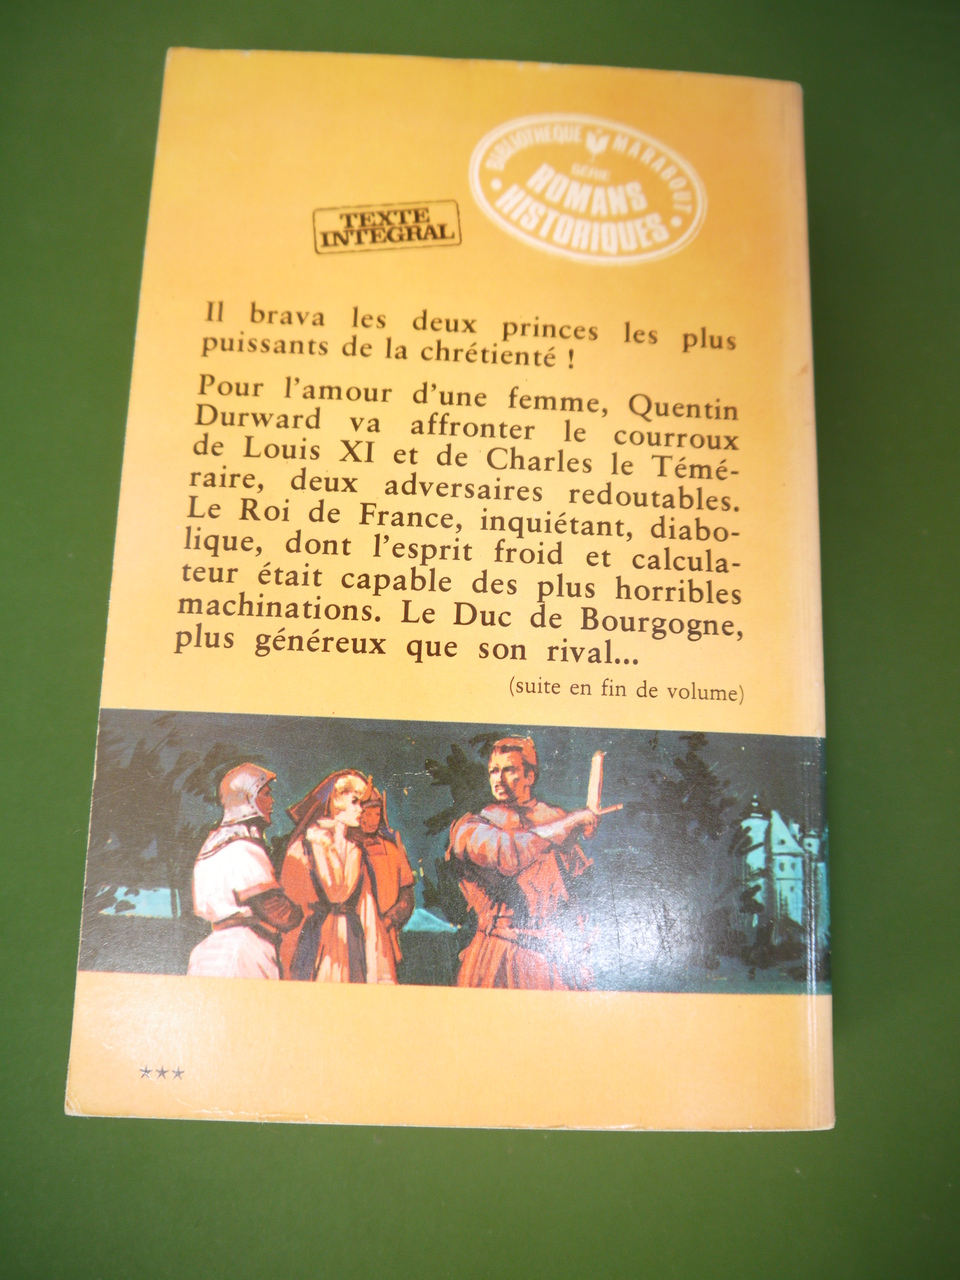 BIBLIOTHEQUE MARABOUT
SÉRIE
ROMANS
HISTORIQUES
TEXTE
INTEGRAL
Il brava les deux princes les plus
puissants de la chrétienté !
Pour l'amour d'une femme, Quentin
Durward va affronter le courroux
de Louis XI et de Charles le Témé-
raire, deux adversaires redoutables.
Le Roi de France, inquiétant, diabo-
lique, dont l'esprit froid et calcula-
teur était capable des plus horribles
machinations. Le Duc de Bourgogne,
plus généreux que son rival...
(suite en fin de volume)
***